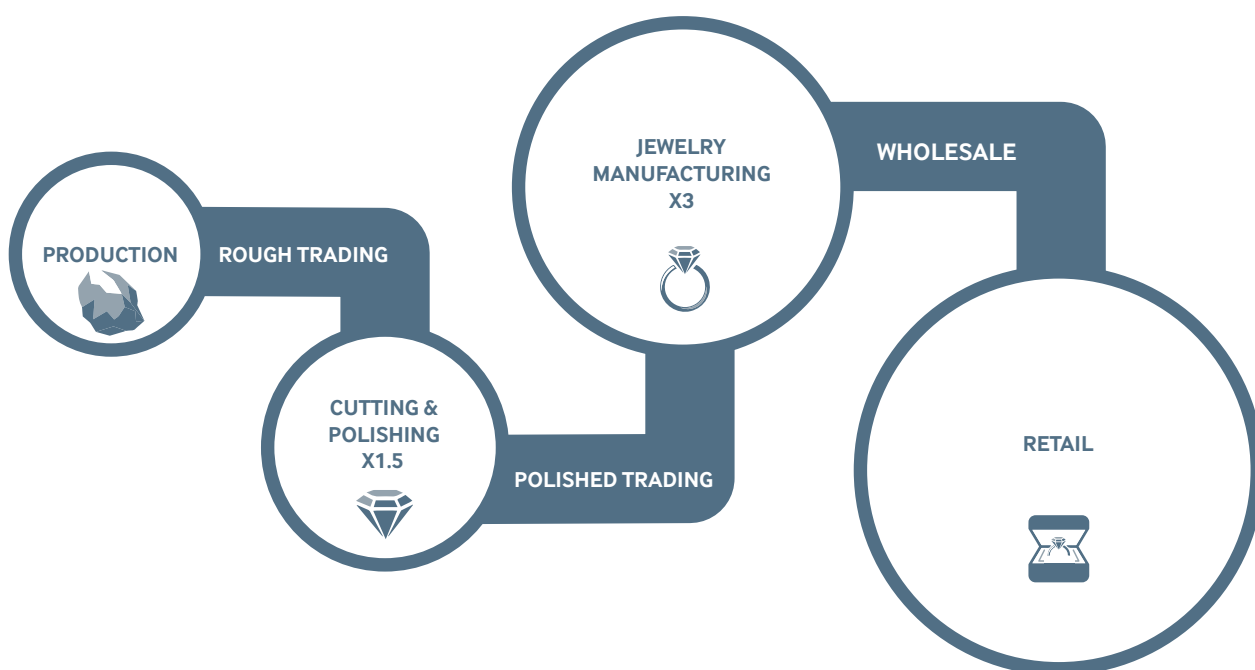 PRODUCTION
ROUGH TRADING
CUTTING &
POLISHING
X1.5
POLISHED TRADING
JEWELRY
MANUFACTURING
X3
WHOLESALE
RETAIL